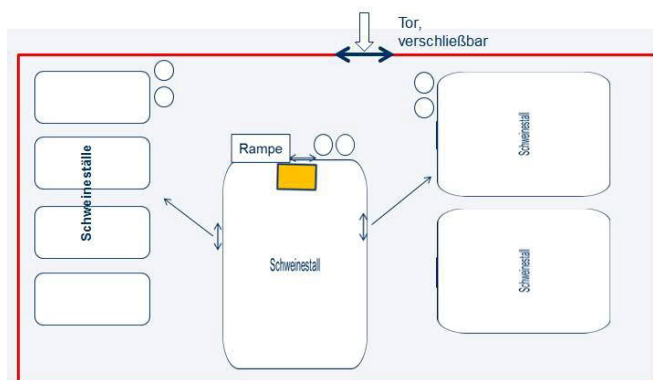 Tor,
verschließbar
Rampe
Schweineställe
Schweinestall
Schweinestall
Schweinestall